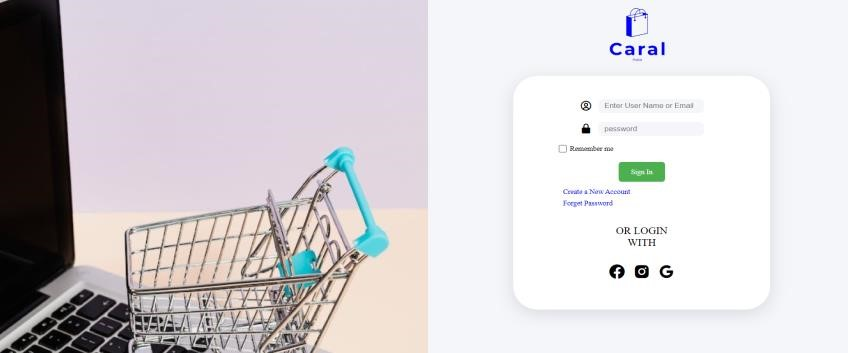 Caral
Enter User Name or Email
password
Remember me
Sign In
Create a New Account
Forget Password
OR LOGIN
WITH